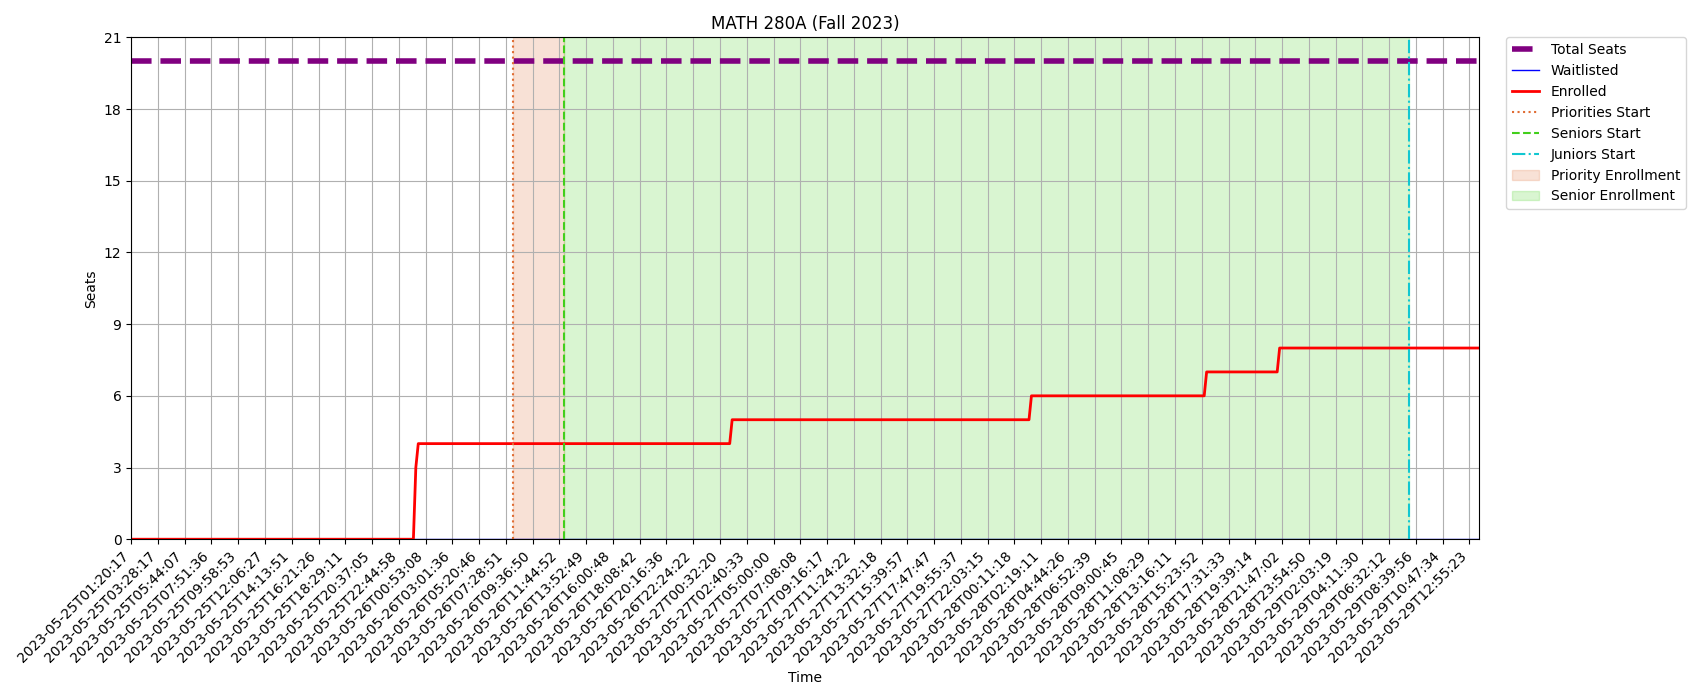 MATH 280A (Fall 2023)
21
18
15
12
9
6
3
0
Seats
2023-05-25T01:20:17
2023-05-25T03:28:17
2023-05-25T05:44:07
2023-05-25T07:51:36
2023-05-25T09:58:53
2023-05-25T12:06:27
2023-05-25T14:13:51
2023-05-25T16:21:26
2023-05-25T18:29:11
2023-05-25T20:37:05
2023-05-25T22:44:58
2023-05-26T00:53:08
2023-05-26T03:01:36
2023-05-26T05:20:46
2023-05-26T07:28:51
2023-05-26T09:36:50
2023-05-26T11:44:52
2023-05-26T13:52:49
2023-05-26T16:00:48
2023-05-26T18:08:42
2023-05-26T20:16:36
2023-05-26T22:24:22
2023-05-27T00:32:20
2023-05-27T02:40:33
2023-05-27T05:00:00
2023-05-27T07:08:08
2023-05-27T09:16:17
2023-05-27T11:24:22
2023-05-27T13:32:18
2023-05-27T15:39:57
2023-05-27T17:47:47
2023-05-27T19:55:37
2023-05-27T22:03:15
2023-05-28T00:11:18
2023-05-28T02:19:11
2023-05-28T04:44:26
2023-05-28T06:52:39
2023-05-28T09:00:45
2023-05-28T11:08:29
2023-05-28T13:16:11
2023-05-28T15:23:52
2023-05-28T17:31:33
2023-05-28T19:39:14
2023-05-28T21:47:02
2023-05-28T23:54:50
2023-05-29T02:03:19
2023-05-29T04:11:30
2023-05-29T06:32:12
2023-05-29T08:39:56
2023-05-29T10:47:34
2023-05-29T12:55:23
Time
Total Seats
Waitlisted
Enrolled
Priorities Start
Seniors Start
Juniors Start
Priority Enrollment
Senior Enrollment